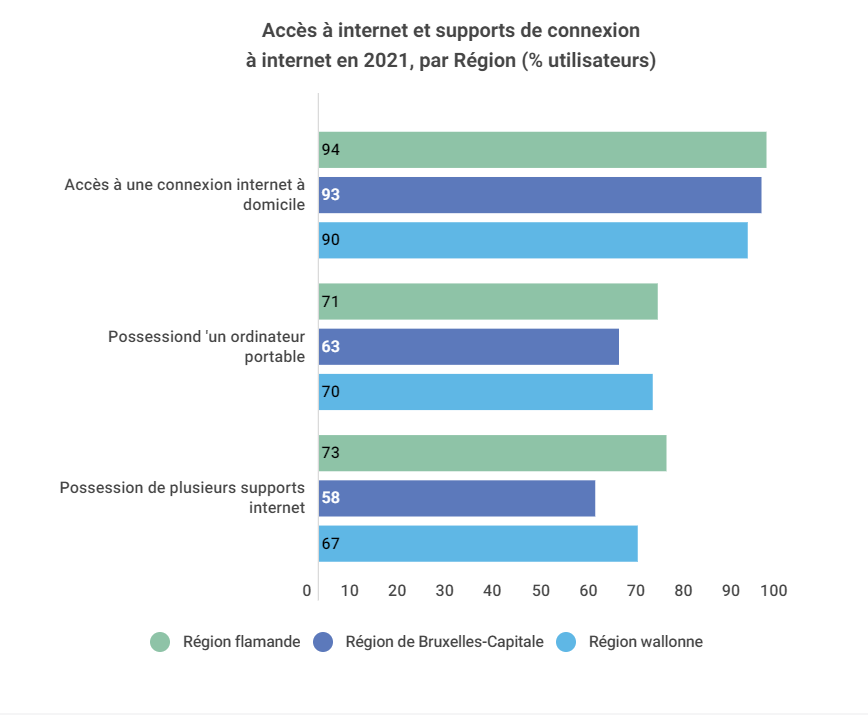 Accès à internet et supports de connexion
à internet en 2021, par Région (% utilisateurs)
94
Accès à une connexion internet à
domicile
93
90
71
Possessiond 'un ordinateur
portable
63
70
73
Possession de plusieurs supports
internet
58
67
0 10 20 30 40 50 60 70 80 90 100
Région flamande Région de Bruxelles-Capitale Région wallonne